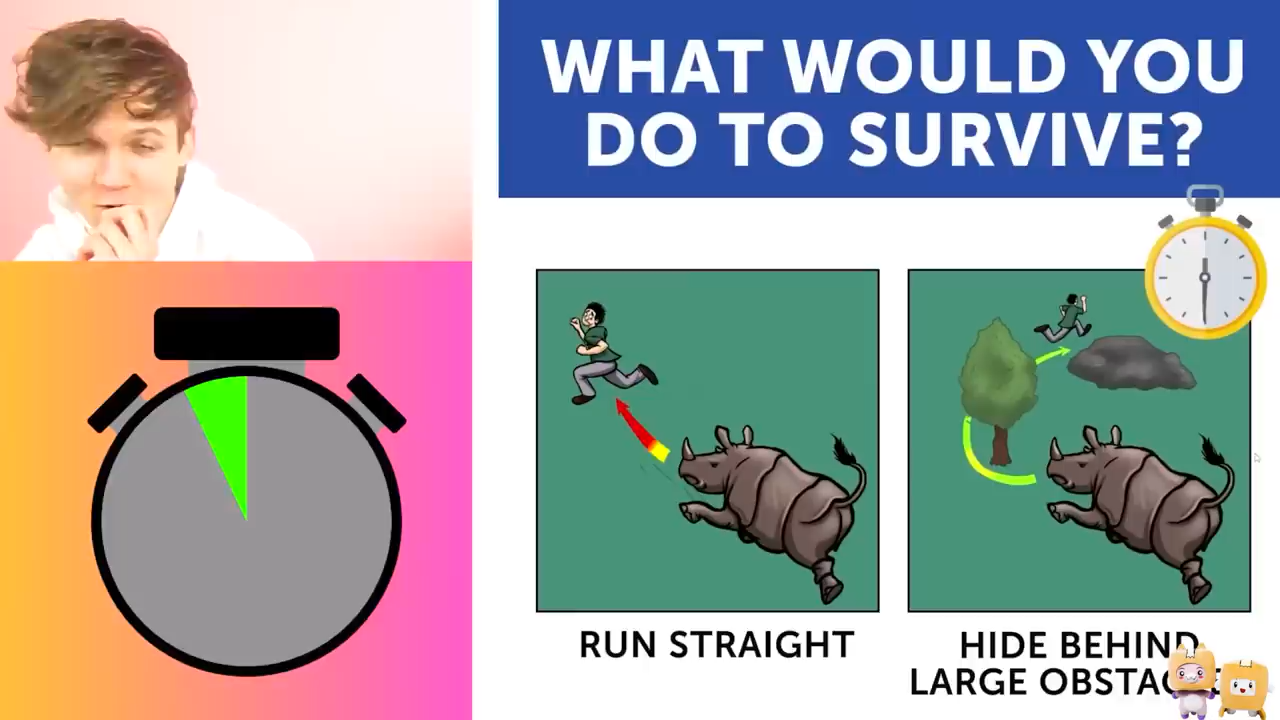 WHAT WOULD YOU
DO TO SURVIVE?
RUN STRAIGHT
HIDE BEHIND
LARGE